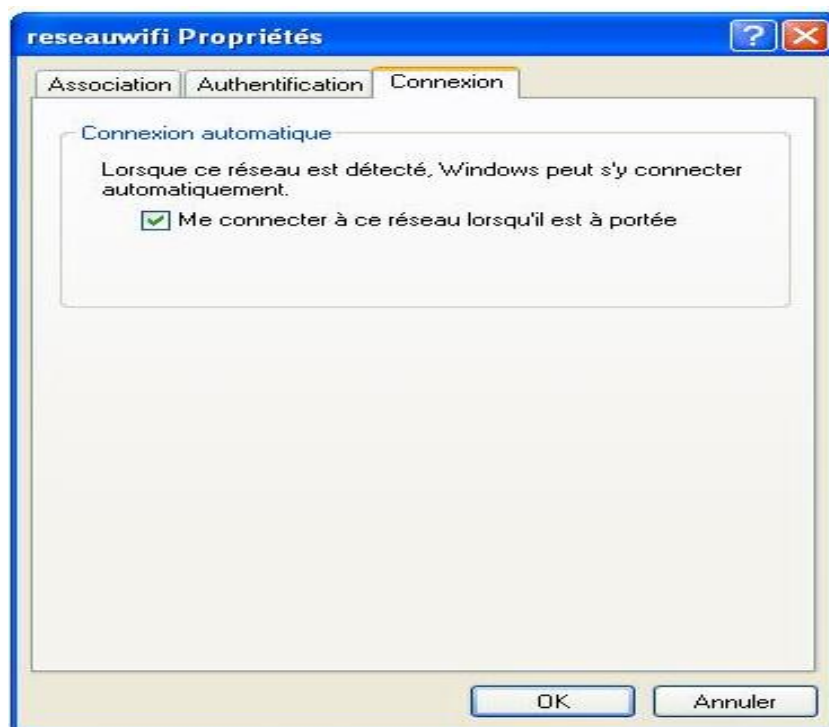 reseauwifi Propriétés
Association Authentification Connexion
Connexion automatique
Lorsque ce réseau est détecté, Windows peut s'y connecter
automatiquement.
Me connecter à ce réseau lorsqu'il est à portée
OK Annuler